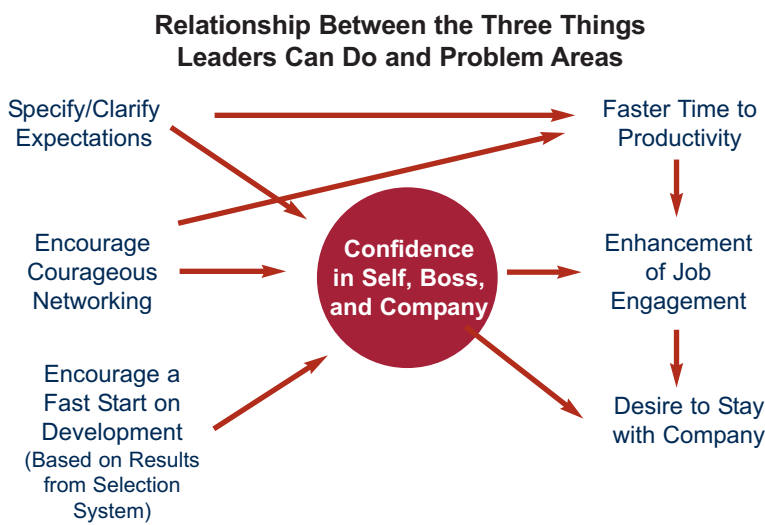 Relationship Between the Three Things
Leaders Can Do and Problem Areas
Specify/Clarify
Expectations
Faster Time to
Productivity
Encourage
Courageous
Networking
Confidence
in Self, Boss,
and Company
Enhancement
of Job
Engagement
Encourage a
Fast Start on
Development
(Based on Results
from Selection
System)
Desire to Stay
with Company